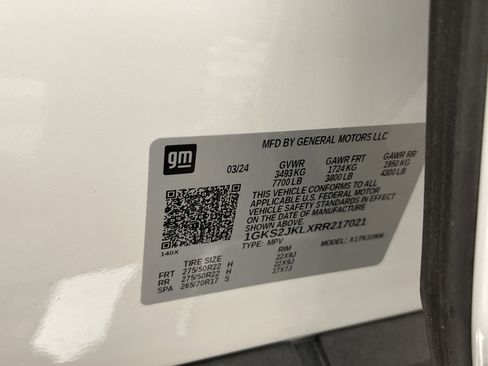 MFD BY GENERAL MOTORS LLC
gm
03/24 GVWR GAWR FRT GAWR RR
3493 KG 1724 KG 1950 KG
7700 LB 3800 LB 4300 LB
THIS VEHICLE CONFORMS TO ALL
APPLICABLE U.S. FEDERAL MOTOR
VEHICLE SAFETY STANDARDS IN
EFFECT ON THE DATE OF MANUFACTURE
SHOWN ABOVE.
1GKS2JKLXRR217021
TYPE: MPV MODEL:
140X
TIRE SIZE RIM
FRT 275/50R22 H 22X9J
RR 275/50R22 H 22X9J
SPA 265/70R17 S 17X7J